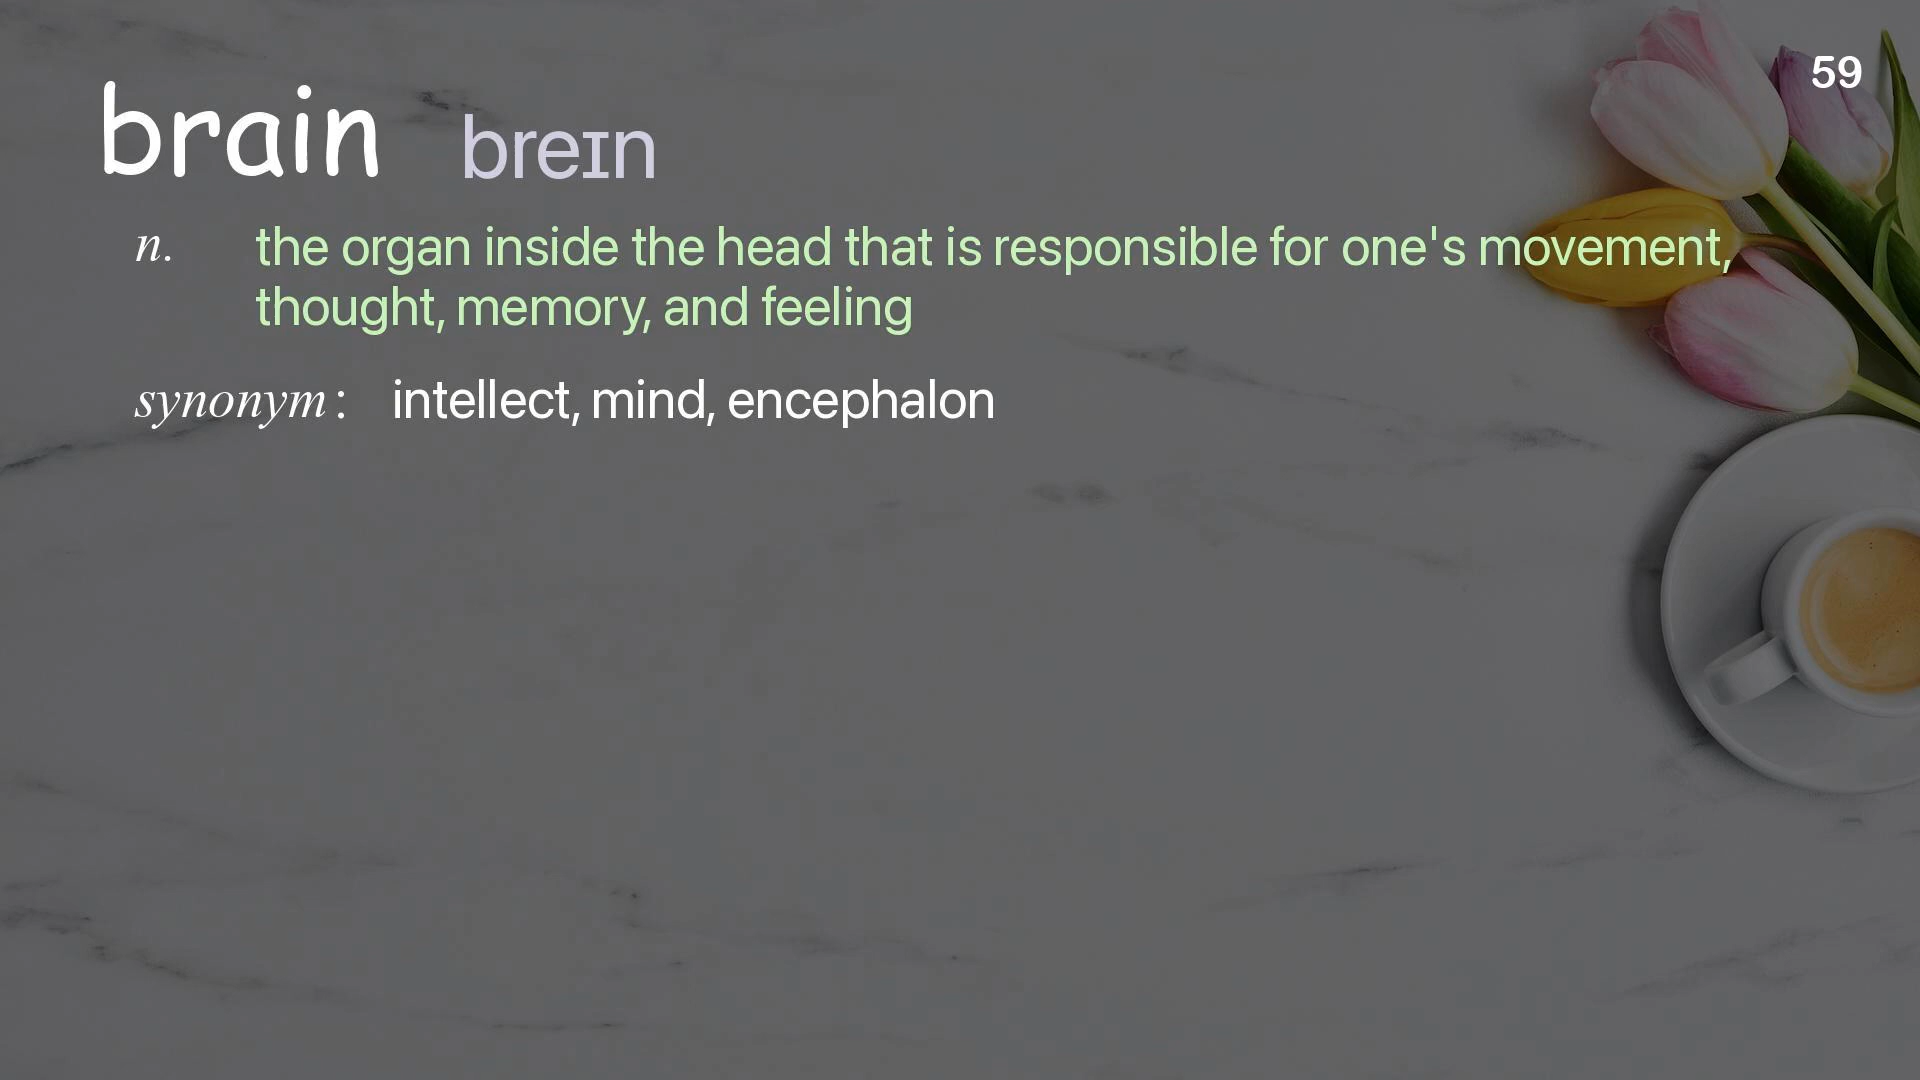 59
brain breɪn
n. the organ inside the head that is responsible for one's movement,
thought, memory, and feeling
synonym: intellect, mind, encephalon